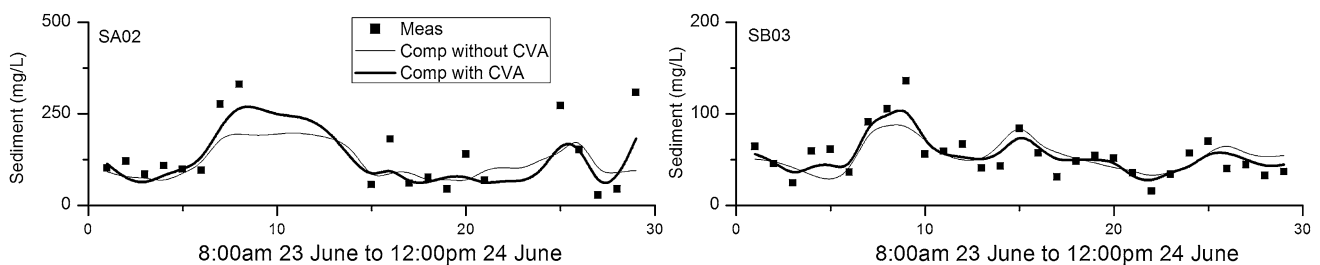 500
250
0
Sediment (mg/L)
SA02
Meas
Comp without CVA
Comp with CVA
0
10
20
30
8:00am 23 June to 12:00pm 24 June
200
100
0
Sediment (mg/L)
SB03
0
10
20
30
8:00am 23 June to 12:00pm 24 June